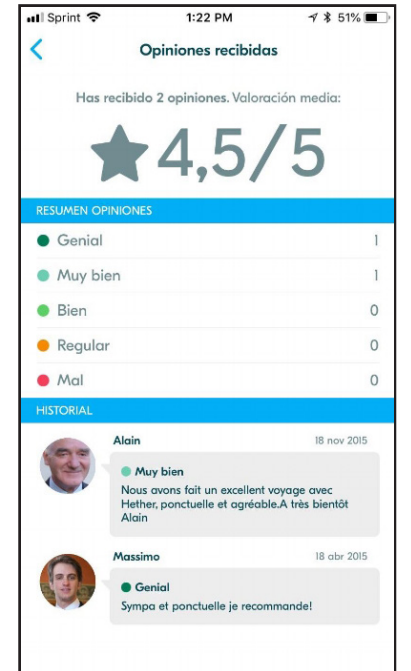 Sprint 1:22 PM 51%
Opiniones recibidas
Has recibido 2 opiniones. Valoración media:
4,5/5
RESUMEN OPINIONES
Genial 1
Muy bien 1
Bien 0
Regular 0
Mal 0
HISTORIAL
Alain 18 nov 2015
Muy bien
Nous avons fait un excellent voyage avec
Hether, ponctuelle et agréable.A très bientôt
Alain
Massimo 18 abr 2015
Genial
Sympa et ponctuelle je recommande!